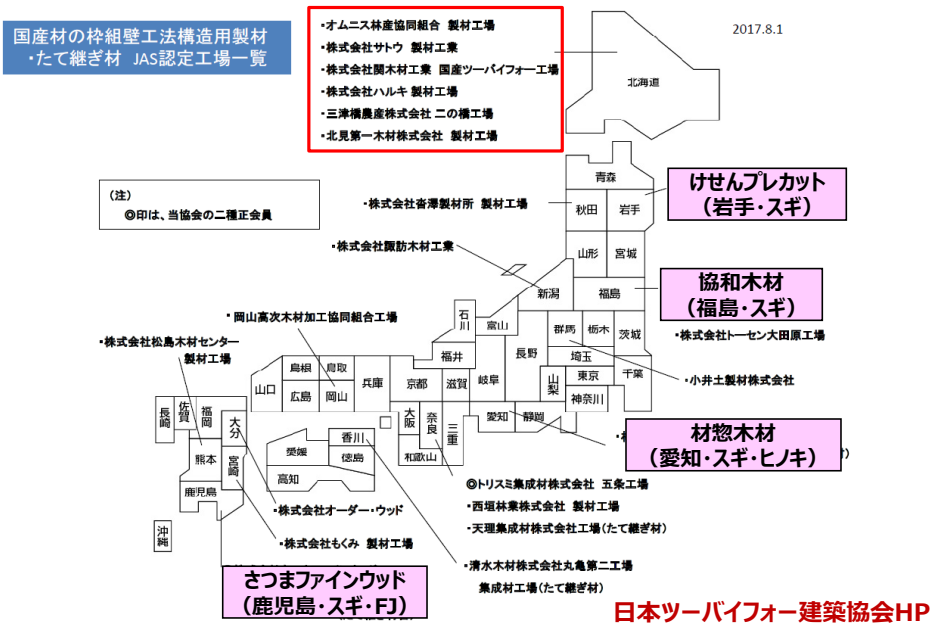 国産材の枠組壁工法構造用製材
・たて継ぎ材 JAS認定工場一覧
・オムニス林産協同組合 製材工場
・株式会社サトウ 製材工業
・株式会社関木材工業 国産ツーバイフォー工場
・株式会社ハルキ 製材工場
・三津橋農産株式会社 二の橋工場
・北見第一木材株式会社 製材工場
2017.8.1
北海道
(注)
◎印は、当協会の二種正会員
青森
けせんプレカット
(岩手・スギ)
・株式会社沓澤製材所 製材工場
秋田
岩手
・株式会社諏訪木材工業
山形
宮城
協和木材
(福島・スギ)
新潟
福島
・岡山高次木材加工協同組合工場
石川
富山
群馬
栃木
茨城
・株式会社トーセン大田原工場
・株式会社松島木材センター
製材工場
福井
長野
埼玉
島根
鳥取
兵庫
京都
滋賀
岐阜
山梨
東京
千葉
・小井土製材株式会社
山口
広島
岡山
神奈川
長崎
佐賀
福岡
大分
大阪
奈良
三重
愛知
静岡
材惣木材
(愛知・スギ・ヒノキ)
香川
愛媛
徳島
和歌山
熊本
宮崎
高知
◎トリスミ集成材株式会社 五条工場
・西垣林業株式会社 製材工場
・天理集成材株式会社工場(たて継ぎ材)
鹿児島
・株式会社オーダー・ウッド
沖縄
・株式会社もくみ 製材工場
・清水木材株式会社丸亀第二工場
集成材工場(たて継ぎ材)
さつまファインウッド
(鹿児島・スギ・FJ)
日本ツーバイフォー建築協会HP